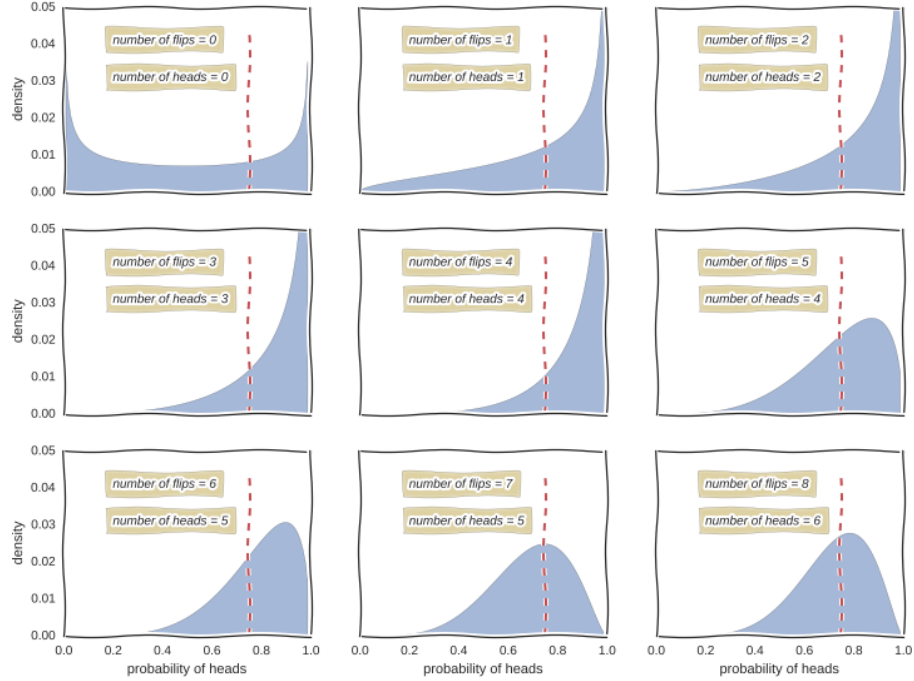 0.05
0.04
0.03
0.02
0.01
0.00
density
number of flips = 0
number of heads = 0
number of flips = 1
number of heads = 1
number of flips = 2
number of heads = 2
0.05
0.04
0.03
0.02
0.01
0.00
density
number of flips = 3
number of heads = 3
number of flips = 4
number of heads = 4
number of flips = 5
number of heads = 4
0.05
0.04
0.03
0.02
0.01
0.00
density
number of flips = 6
number of heads = 5
number of flips = 7
number of heads = 5
number of flips = 8
number of heads = 6
0.0 0.2 0.4 0.6 0.8 1.0
probability of heads
0.0 0.2 0.4 0.6 0.8 1.0
probability of heads
0.0 0.2 0.4 0.6 0.8 1.0
probability of heads